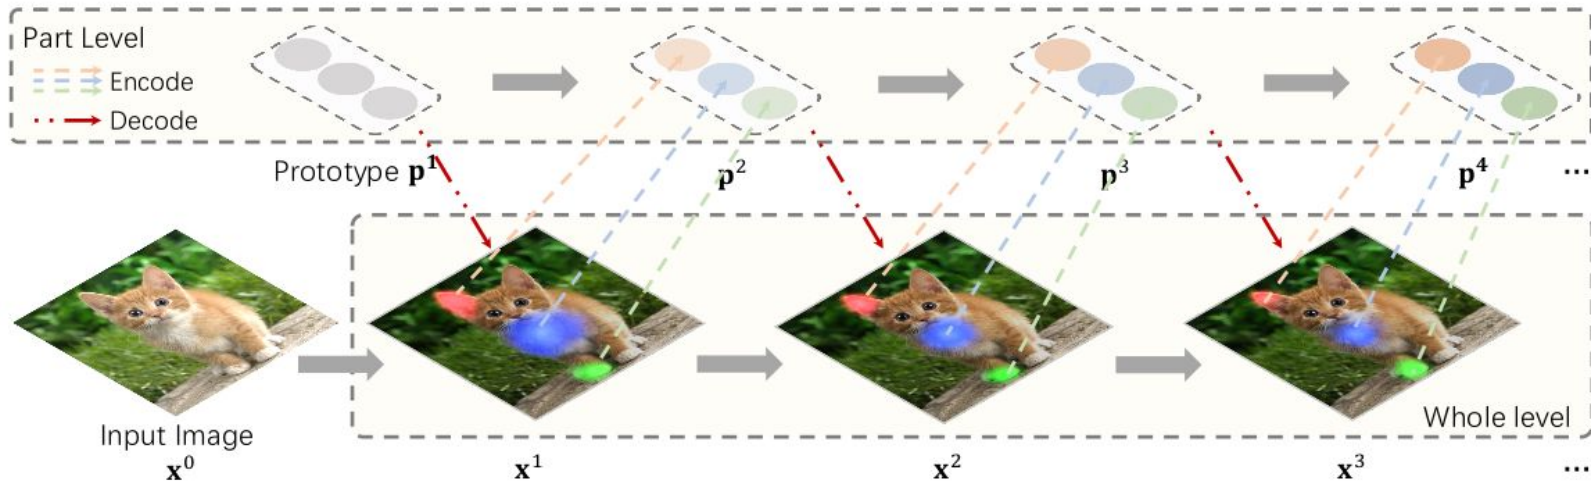 Part Level
Encode
Decode
Prototype p¹
p²
p³
p⁴
...
Input Image
Whole level
x⁰
x¹
x²
x³
...